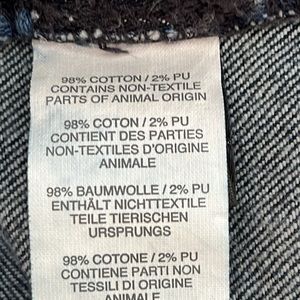 98% COTTON / 2% PU
CONTAINS NON-TEXTILE
PARTS OF ANIMAL ORIGIN
98% COTON / 2% PU
CONTIENT DES PARTIES
NON-TEXTILES D'ORIGINE
ANIMALE
98% BAUMWOLLE / 2% PU
ENTHÄLT NICHTTEXTILE
TEILE TIERISCHEN
URSPRUNGS
98% COTONE / 2% PU
CONTIENE PARTI NON
TESSILI DI ORIGINE
ANIMALE